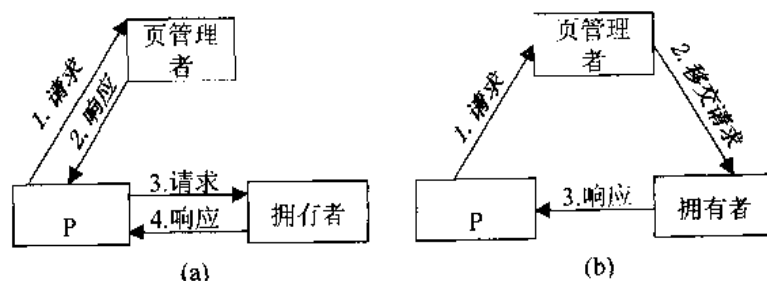 页管理
者
1. 请求
2. 响应
3.请求
4.响应
P
拥有者
(a)
页管理
者
1. 请求
2. 移交请求
3.响应
P
拥有者
(b)